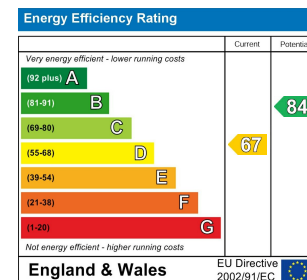 Energy Efficiency Rating
Current Potentia
Very energy efficient - lower running costs
(92 plus) A
(81-91) B
84
(69-80) C
(55-68) D
67
(39-54) E
(21-38) F
(1-20) G
Not energy efficient - higher running costs
England & Wales
EU Directive
2002/91/EC